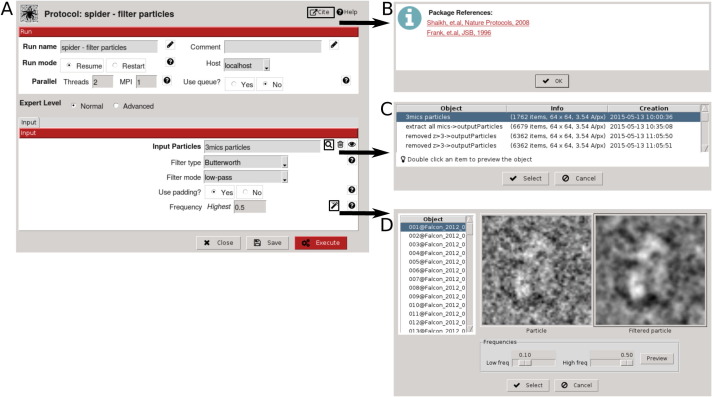 A
Protocol: spider - filter particles
Cite
Help
Run
Run name spider - filter particles Comment
Run mode Resume Restart Host localhost
Parallel Threads 2 MPI 1 Use queue? Yes No
Expert Level Normal Advanced
Input
Input
Input Particles 3mics particles
Filter type Butterworth
Filter mode low-pass
Use padding? Yes No
Frequency Highest 0.5
Close Save Execute
B
Package References:
Shaikh, et.al, Nature Protocols, 2008
Frank, et.al, JSB, 1996
OK
C
Object Info Creation
3mics particles (1762 items, 64 x 64, 3.54 A/px) 2015-05-13 10:00:36
extract all mics->outputParticles (6679 items, 64 x 64, 3.54 A/px) 2015-05-13 10:35:08
removed z>3->outputParticles (6362 items, 64 x 64, 3.54 A/px) 2015-05-13 11:05:50
removed z>3->outputParticles (6362 items, 64 x 64, 3.54 A/px) 2015-05-13 11:05:51
Double click an item to preview the object
Select Cancel
D
Object
001@Falcon_2012_0
002@Falcon_2012_0
003@Falcon_2012_0
004@Falcon_2012_0
005@Falcon_2012_0
006@Falcon_2012_0
007@Falcon_2012_0
008@Falcon_2012_0
009@Falcon_2012_0
010@Falcon_2012_0
011@Falcon_2012_0
012@Falcon_2012_0
013@Falcon_2012_0
Particle Filtered particle
Frequencies
Low freq 0.10 High freq 0.50 Preview
Select Cancel